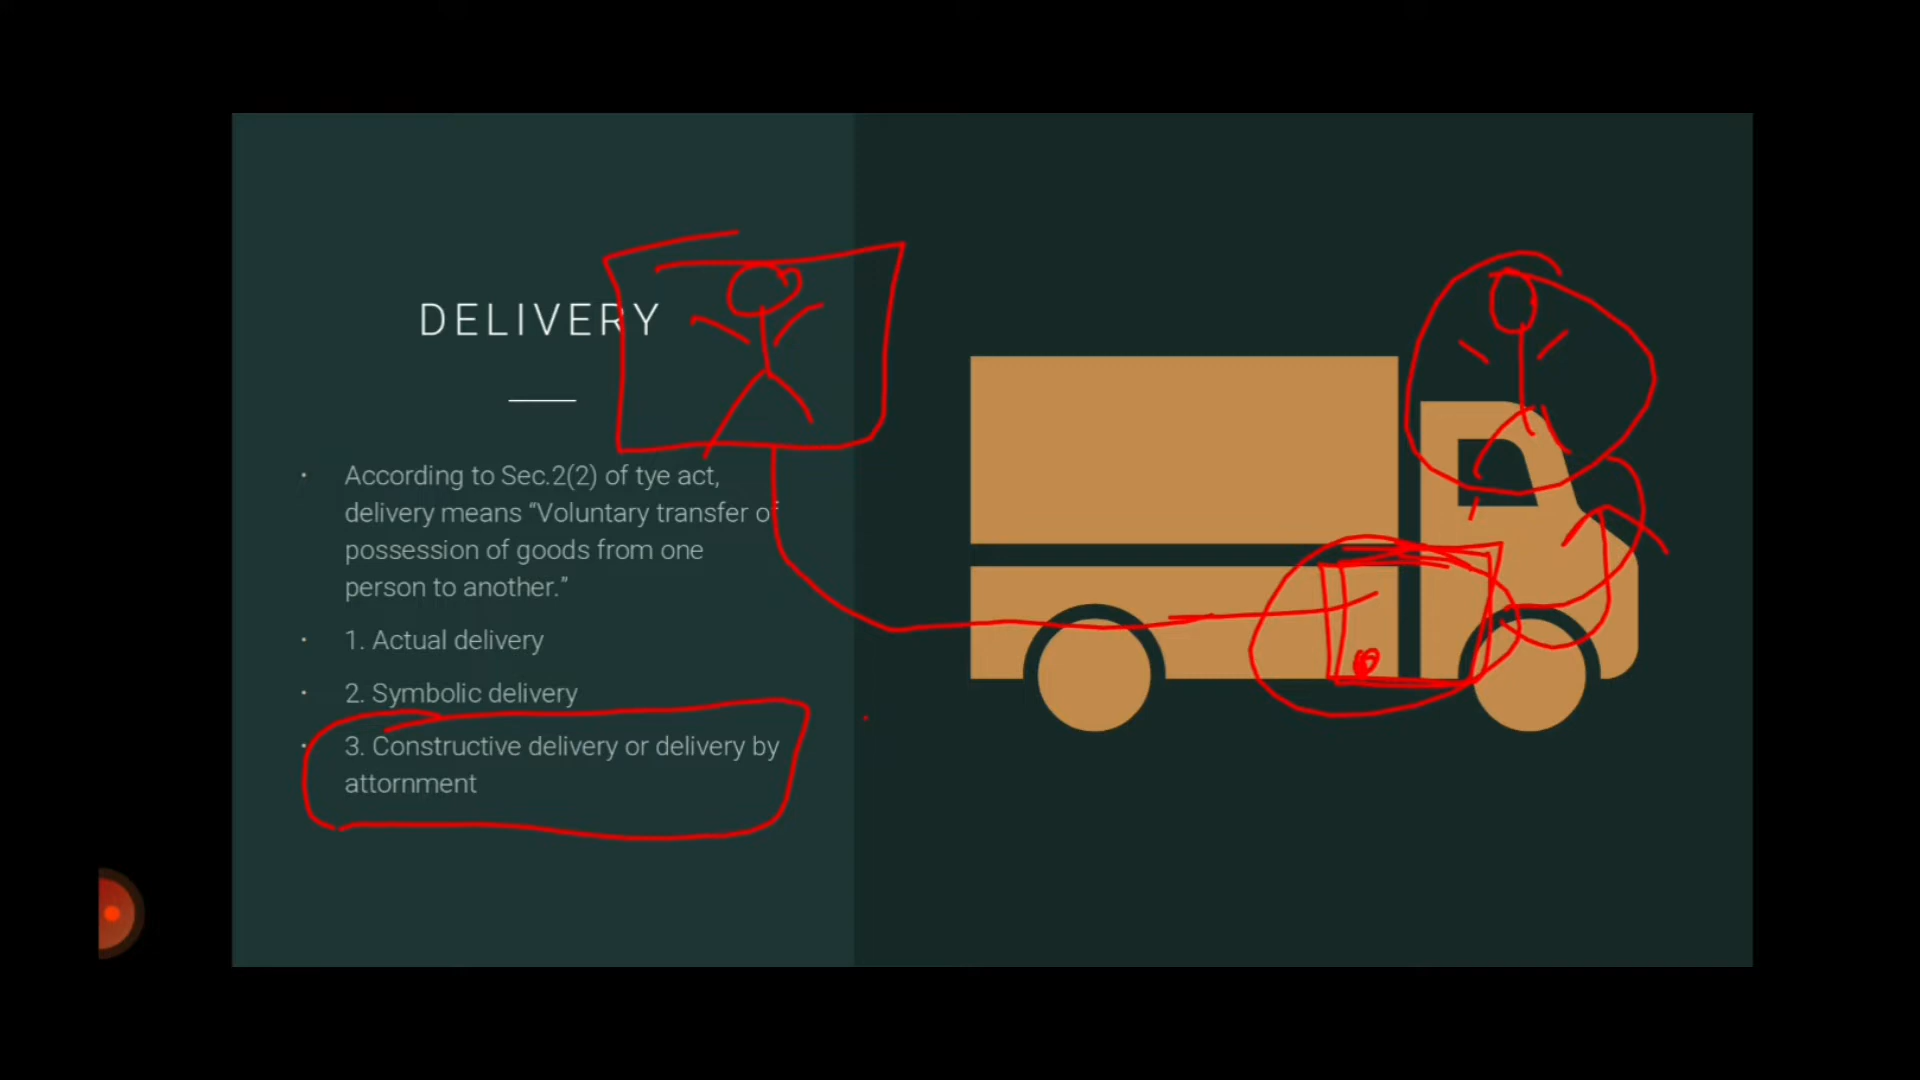 DELIVERY
According to Sec.2(2) of tye act,
delivery means “Voluntary transfer of
possession of goods from one
person to another.”
1. Actual delivery
2. Symbolic delivery
3. Constructive delivery or delivery by
attornment